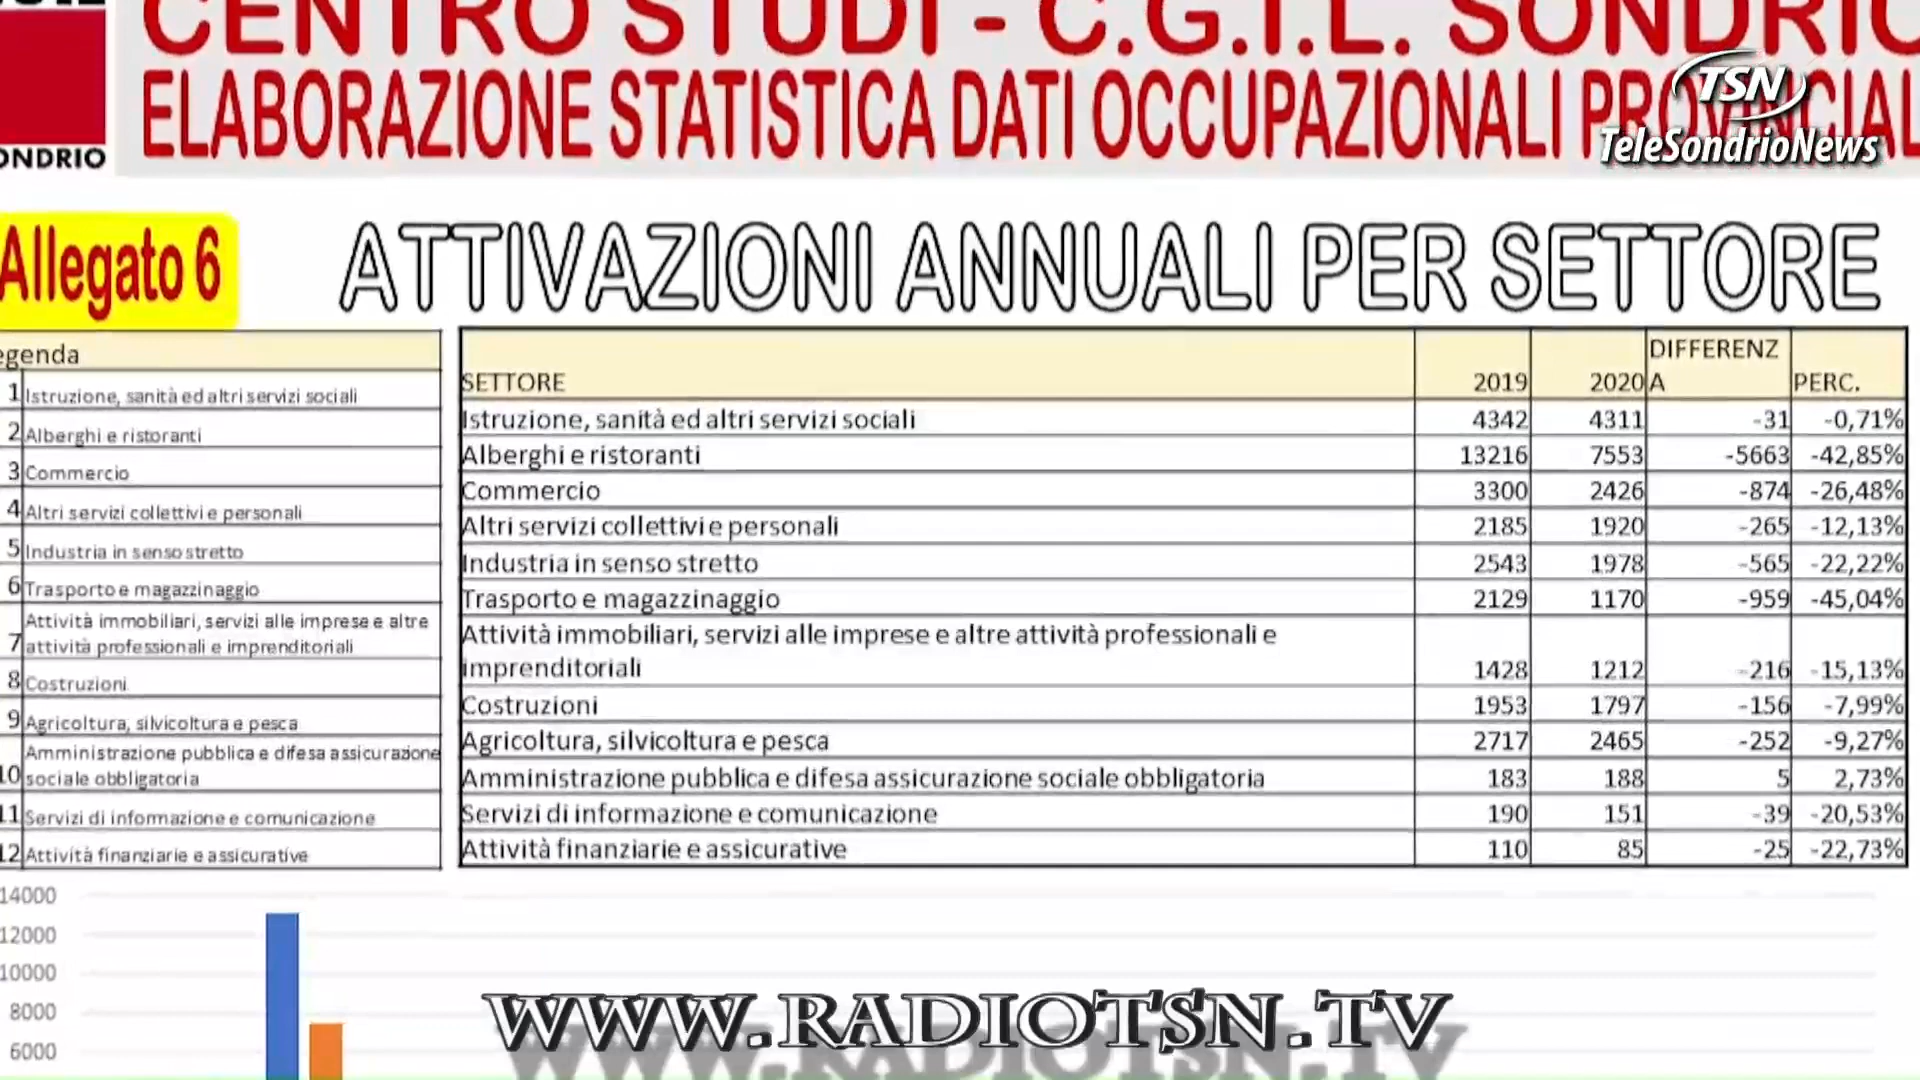 CENTRO STUDI - C.G.I.L. SONDRIO
ELABORAZIONE STATISTICA DATI OCCUPAZIONALI PROVINCIAL
ONDRIO
TSN
TeleSondrioNews
Allegato 6
ATTIVAZIONI ANNUALI PER SETTORE
egenda
1 Istruzione, sanità ed altri servizi sociali
2 Alberghi e ristoranti
3 Commercio
4 Altri servizi collettivi e personali
5 Industria in senso stretto
6 Trasporto e magazzinaggio
Attività immobiliari, servizi alle imprese e altre
7 attività professionali e imprenditoriali
8 Costruzioni
9 Agricoltura, silvicoltura e pesca
Amministrazione pubblica e difesa assicurazione
10 sociale obbligatoria
11 Servizi di informazione e comunicazione
12 Attività finanziarie e assicurative
DIFFERENZ
SETTORE 2019 2020 A PERC.
Istruzione, sanità ed altri servizi sociali 4342 4311 -31 -0,71%
Alberghi e ristoranti 13216 7553 -5663 -42,85%
Commercio 3300 2426 -874 -26,48%
Altri servizi collettivi e personali 2185 1920 -265 -12,13%
Industria in senso stretto 2543 1978 -565 -22,22%
Trasporto e magazzinaggio 2129 1170 -959 -45,04%
Attività immobiliari, servizi alle imprese e altre attività professionali e
imprenditoriali 1428 1212 -216 -15,13%
Costruzioni 1953 1797 -156 -7,99%
Agricoltura, silvicoltura e pesca 2717 2465 -252 -9,27%
Amministrazione pubblica e difesa assicurazione sociale obbligatoria 183 188 5 2,73%
Servizi di informazione e comunicazione 190 151 -39 -20,53%
Attività finanziarie e assicurative 110 85 -25 -22,73%
14000
12000
10000
8000
6000
WWW.RADIOTSN.TV